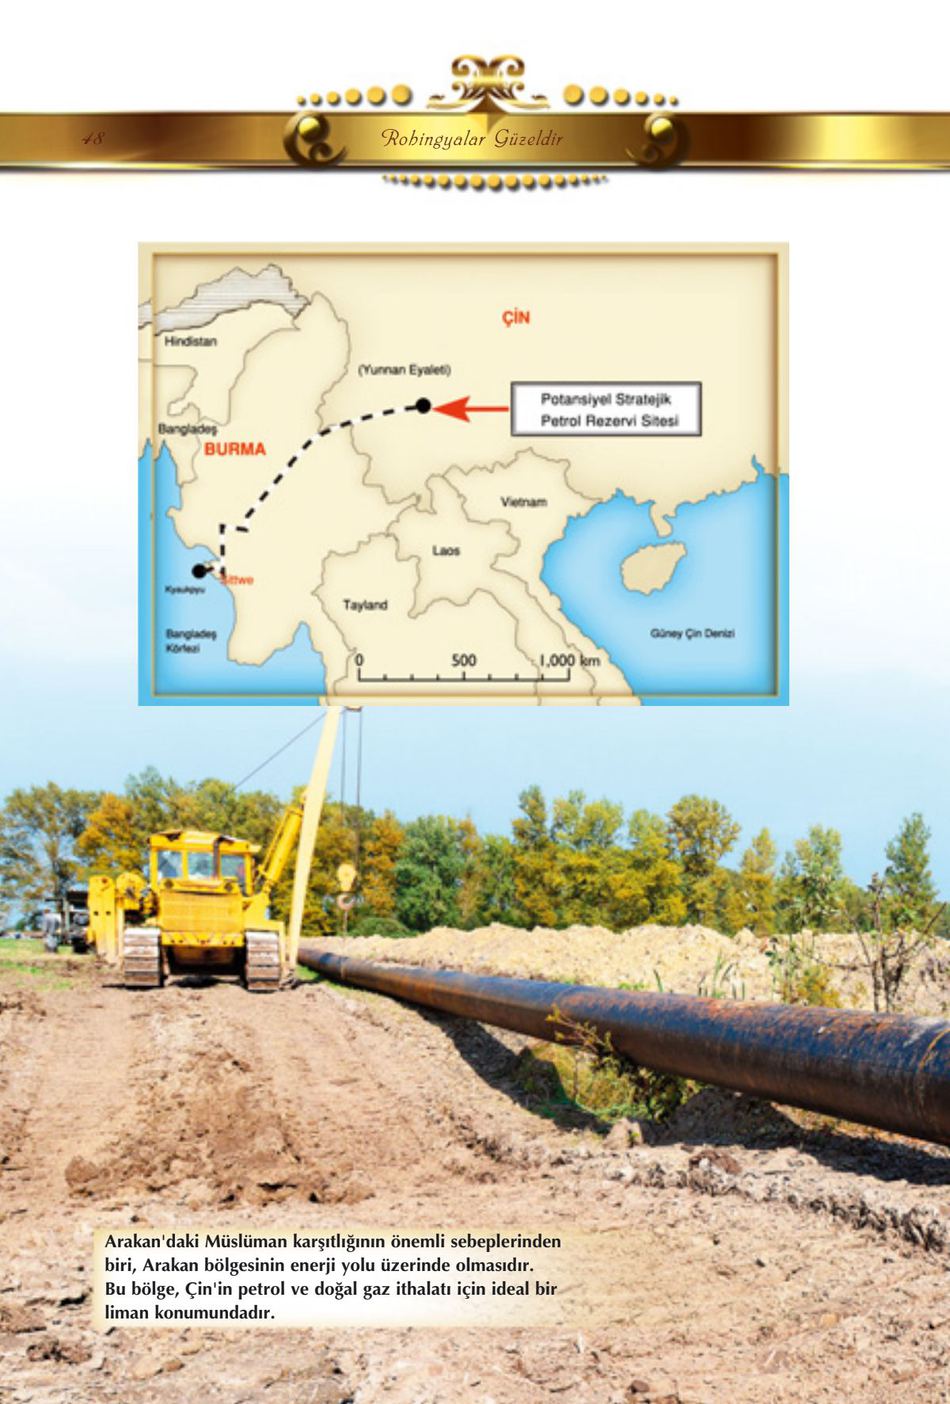 48
Rohingyalar Güzeldir
ÇİN
Hindistan
(Yunnan Eyaleti)
Potansiyel Stratejik
Petrol Rezervi Sitesi
Bangladeş
BURMA
Vietnam
Laos
Sittwe
Kyaukpyu
Tayland
Bangladeş
Körfezi
Güney Çin Denizi
0 500 1,000 km
Arakan'daki Müslüman karşıtlığının önemli sebeplerinden
biri, Arakan bölgesinin enerji yolu üzerinde olmasıdır.
Bu bölge, Çin'in petrol ve doğal gaz ithalatı için ideal bir
liman konumundadır.